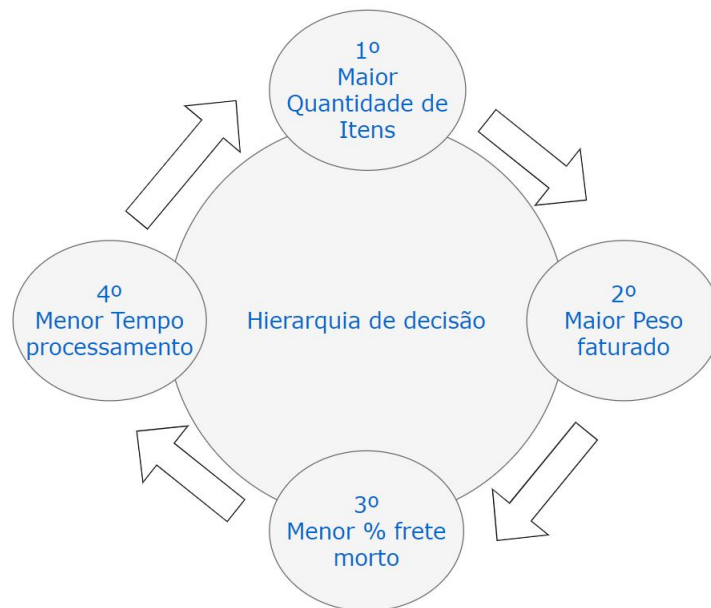 1º
Maior
Quantidade de
Itens
2º
Maior Peso
faturado
3º
Menor % frete
morto
4º
Menor Tempo
processamento
Hierarquia de decisão